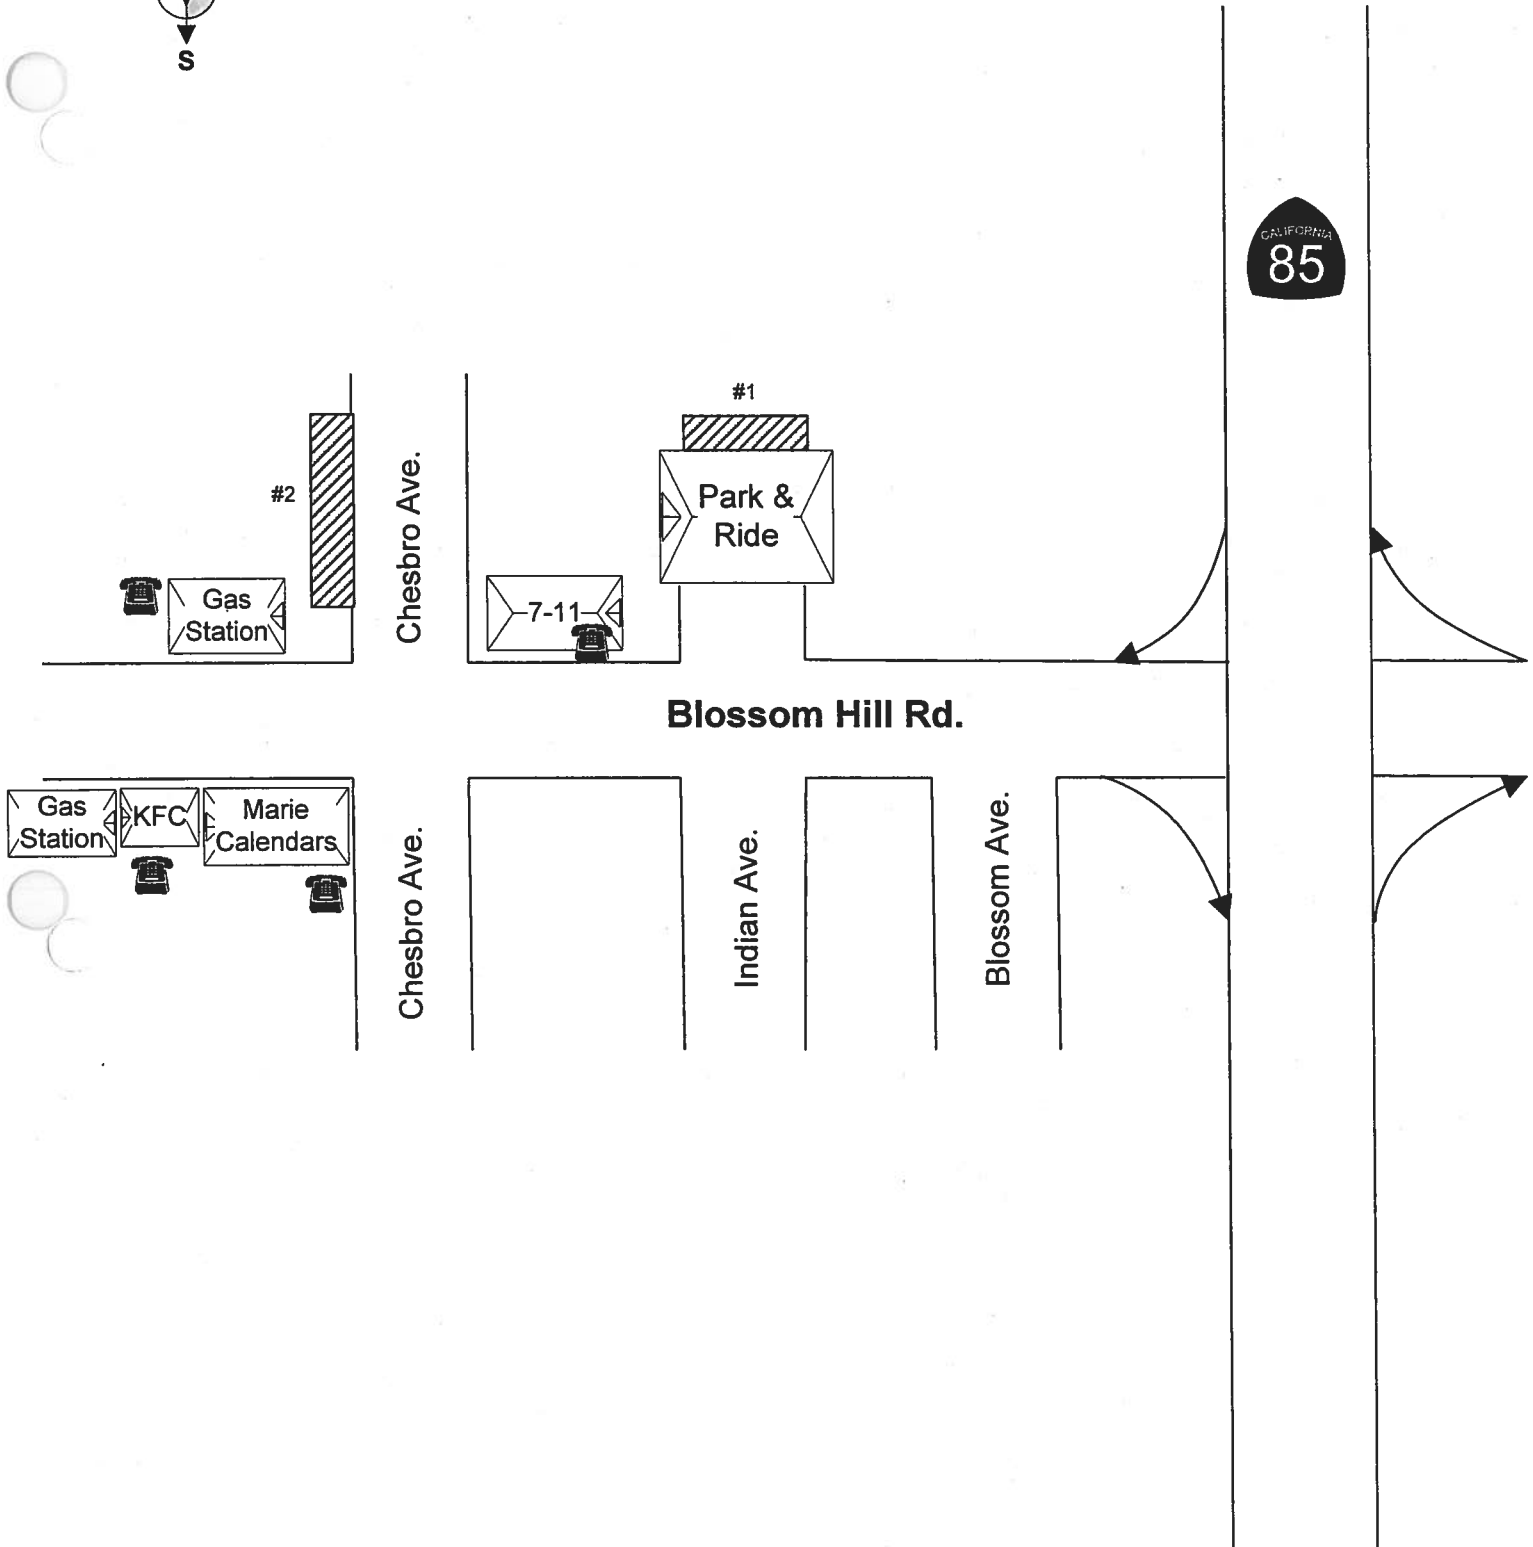 S
CALIFORNIA
85
#1
#2
Chesbro Ave.
Park &
Ride
Gas
Station
7-11
Blossom Hill Rd.
Gas
Station
KFC
Marie
Calendars
Chesbro Ave.
Indian Ave.
Blossom Ave.